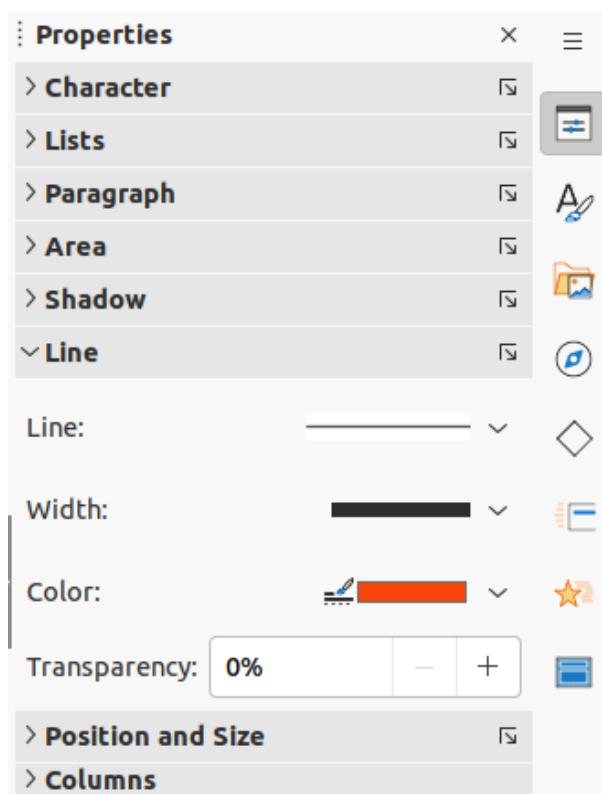 Properties
Character
Lists
Paragraph
Area
Shadow
Line
Line:
Width:
Color:
Transparency: 0%
Position and Size
Columns